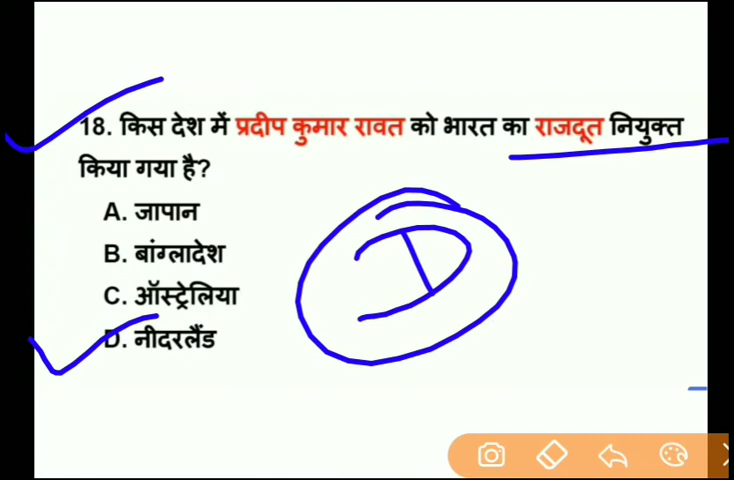 18. किस देश में प्रदीप कुमार रावत को भारत का राजदूत नियुक्त
किया गया है?
A. जापान
B. बांग्लादेश
C. ऑस्ट्रेलिया
D. नीदरलैंड
D